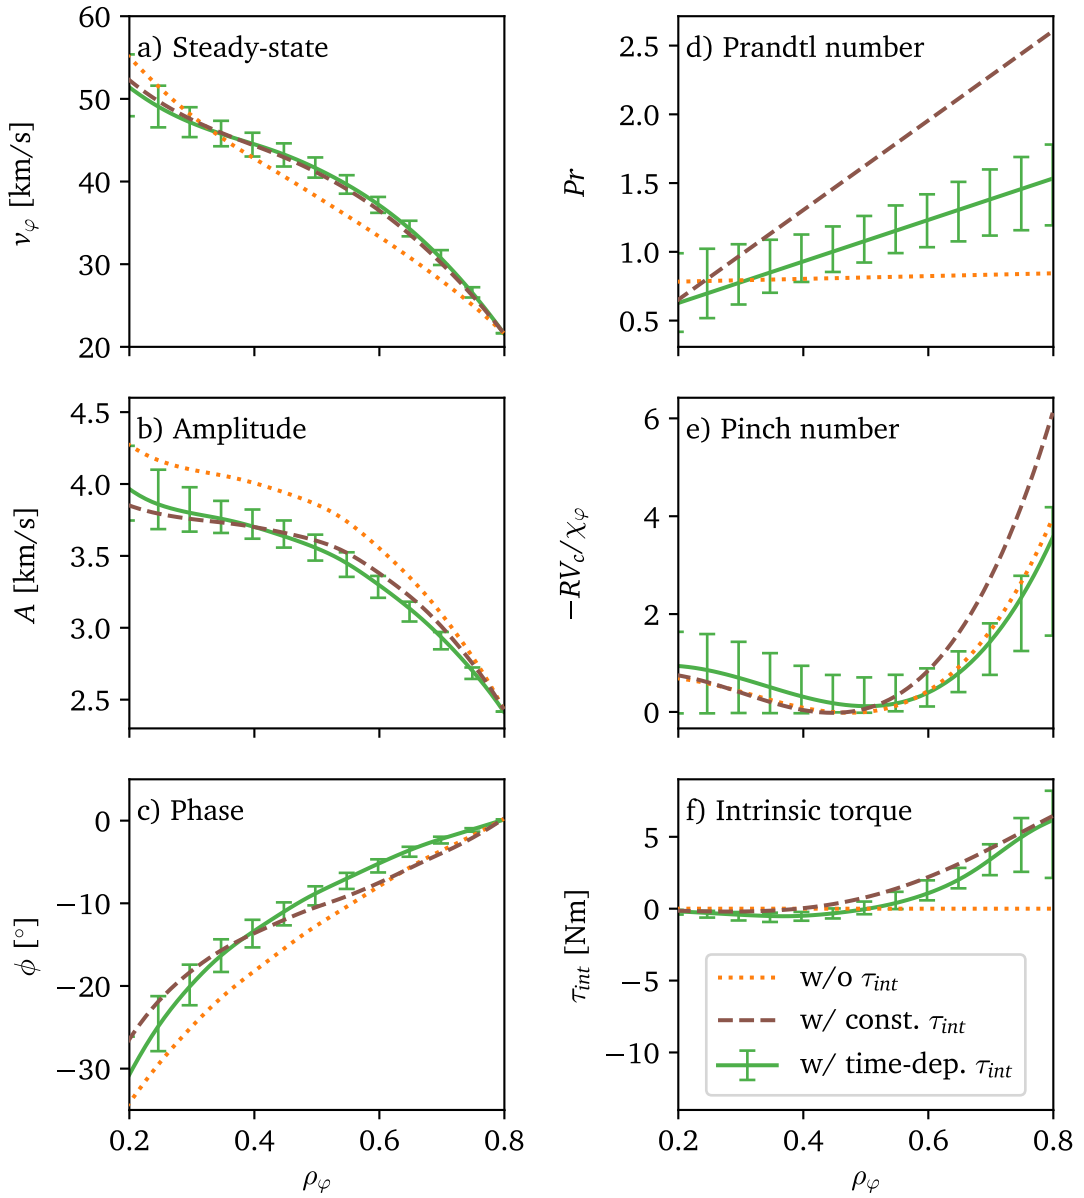 a) Steady-state
60
50
40
30
20
v_φ [km/s]
d) Prandtl number
2.5
2.0
1.5
1.0
0.5
Pr
b) Amplitude
4.5
4.0
3.5
3.0
2.5
A [km/s]
e) Pinch number
6
4
2
0
−RV_c/χ_φ
c) Phase
0
−10
−20
−30
ϕ [°]
0.2 0.4 0.6 0.8
ρ_φ
f) Intrinsic torque
5
0
−5
−10
τ_int [Nm]
w/o τ_int
w/ const. τ_int
w/ time-dep. τ_int
0.2 0.4 0.6 0.8
ρ_φ